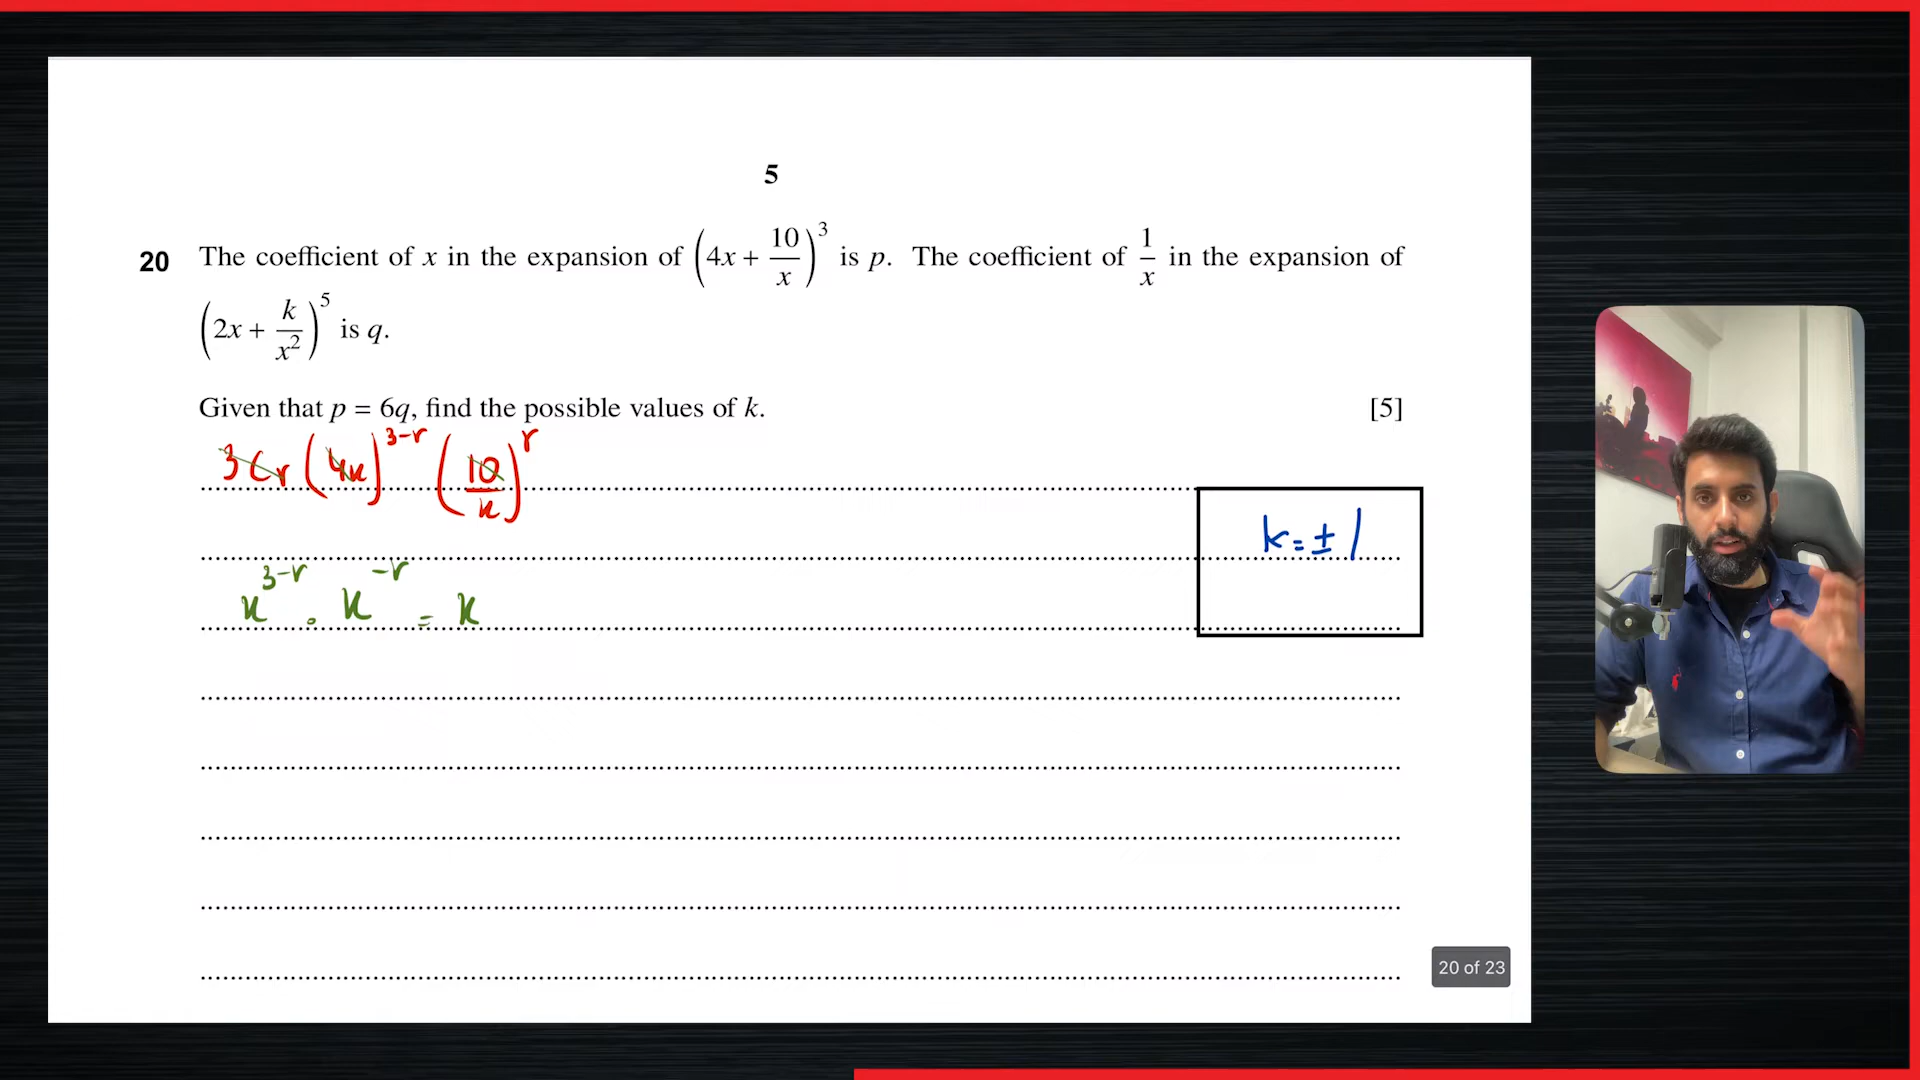 5
20 The coefficient of x in the expansion of (4x + 10/x)^3 is p. The coefficient of 1/x in the expansion of
(2x + k/x^2)^5 is q.
Given that p = 6q, find the possible values of k. [5]
3Cr (4x)^3-r (10/x)^r
k = ± 1
x^3-r . x^-r = x
20 of 23